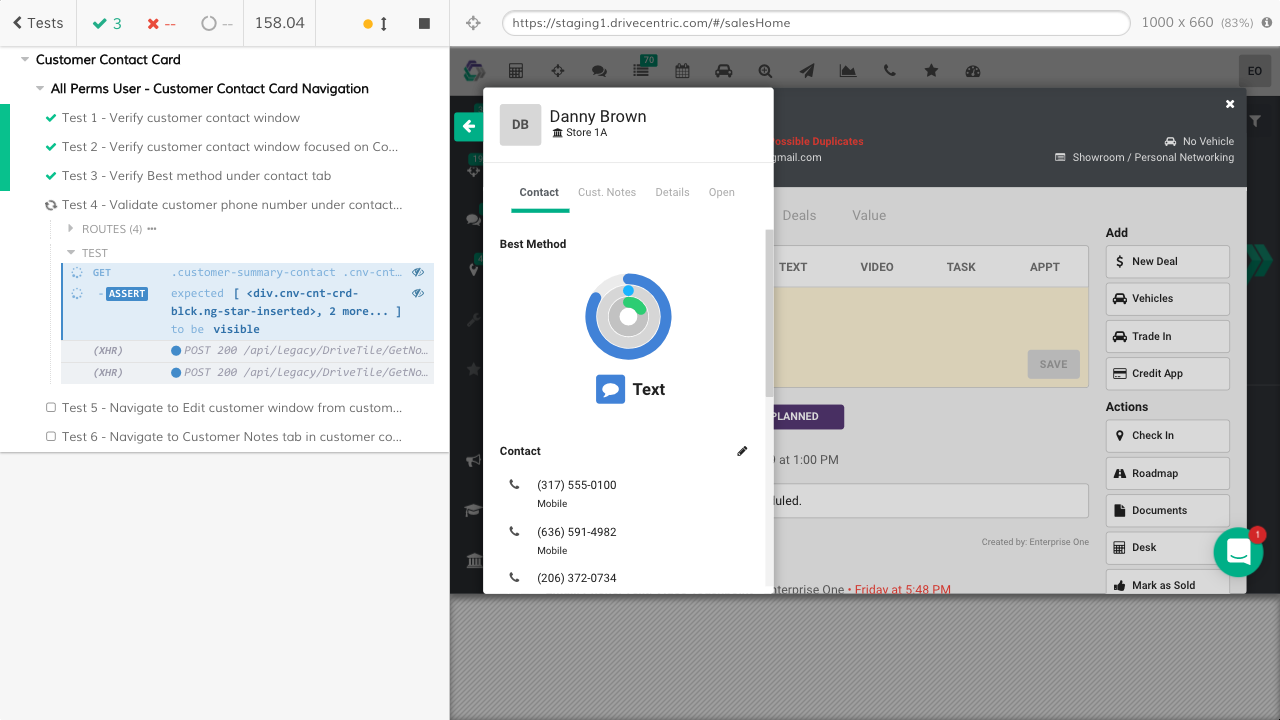 Tests
3
--
--
158.04
https://staging1.drivecentric.com/#/salesHome
1000 x 660 (83%)
Customer Contact Card
All Perms User - Customer Contact Card Navigation
Test 1 - Verify customer contact window
Test 2 - Verify customer contact window focused on Co...
Test 3 - Verify Best method under contact tab
Test 4 - Validate customer phone number under contact...
ROUTES (4) •••
TEST
GET .customer-summary-contact .cnv-cnt…
-ASSERT expected [ <div.cnv-cnt-crd-
blck.ng-star-inserted>, 2 more... ]
to be visible
(XHR) POST 200 /api/Legacy/DriveTile/GetNo…
(XHR) POST 200 /api/Legacy/DriveTile/GetNo…
Test 5 - Navigate to Edit customer window from custom...
Test 6 - Navigate to Customer Notes tab in customer co...
70
EO
DB
Danny Brown
Store 1A
Contact Cust. Notes Details Open
Best Method
Text
Contact
(317) 555-0100
Mobile
(636) 591-4982
Mobile
(206) 372-0734
ossible Duplicates
gmail.com
No Vehicle
Showroom / Personal Networking
Deals Value
TEXT VIDEO TASK APPT
SAVE
PLANNED
at 1:00 PM
uled.
Created by: Enterprise One
nterprise One • Friday at 5:48 PM
Add
New Deal
Vehicles
Trade In
Credit App
Actions
Check In
Roadmap
Documents
Desk
Mark as Sold
1